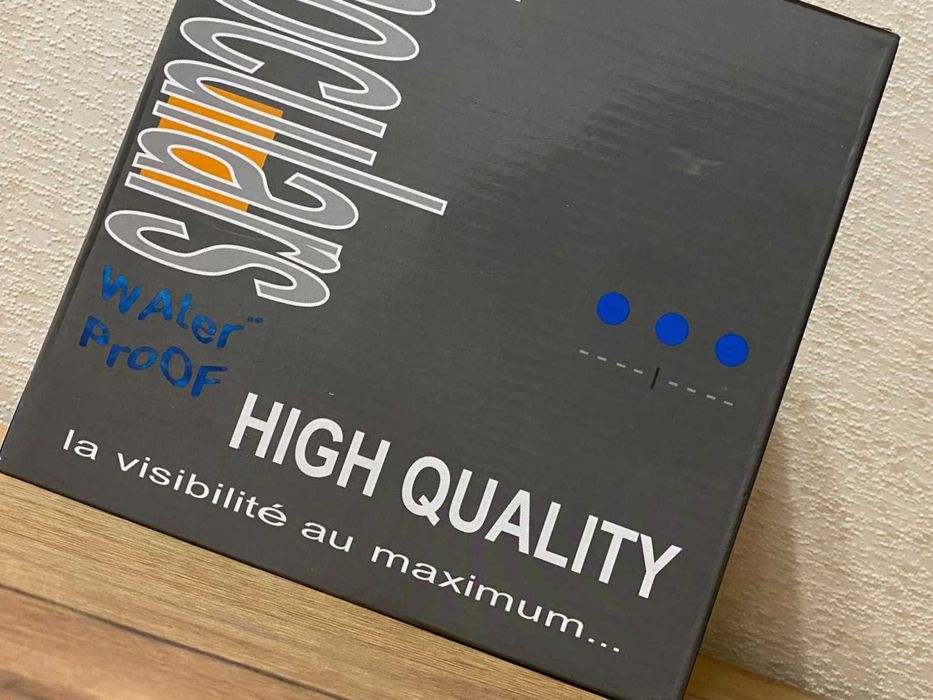 WAter
ProOF
HIGH QUALITY
la visibilité au maximum...